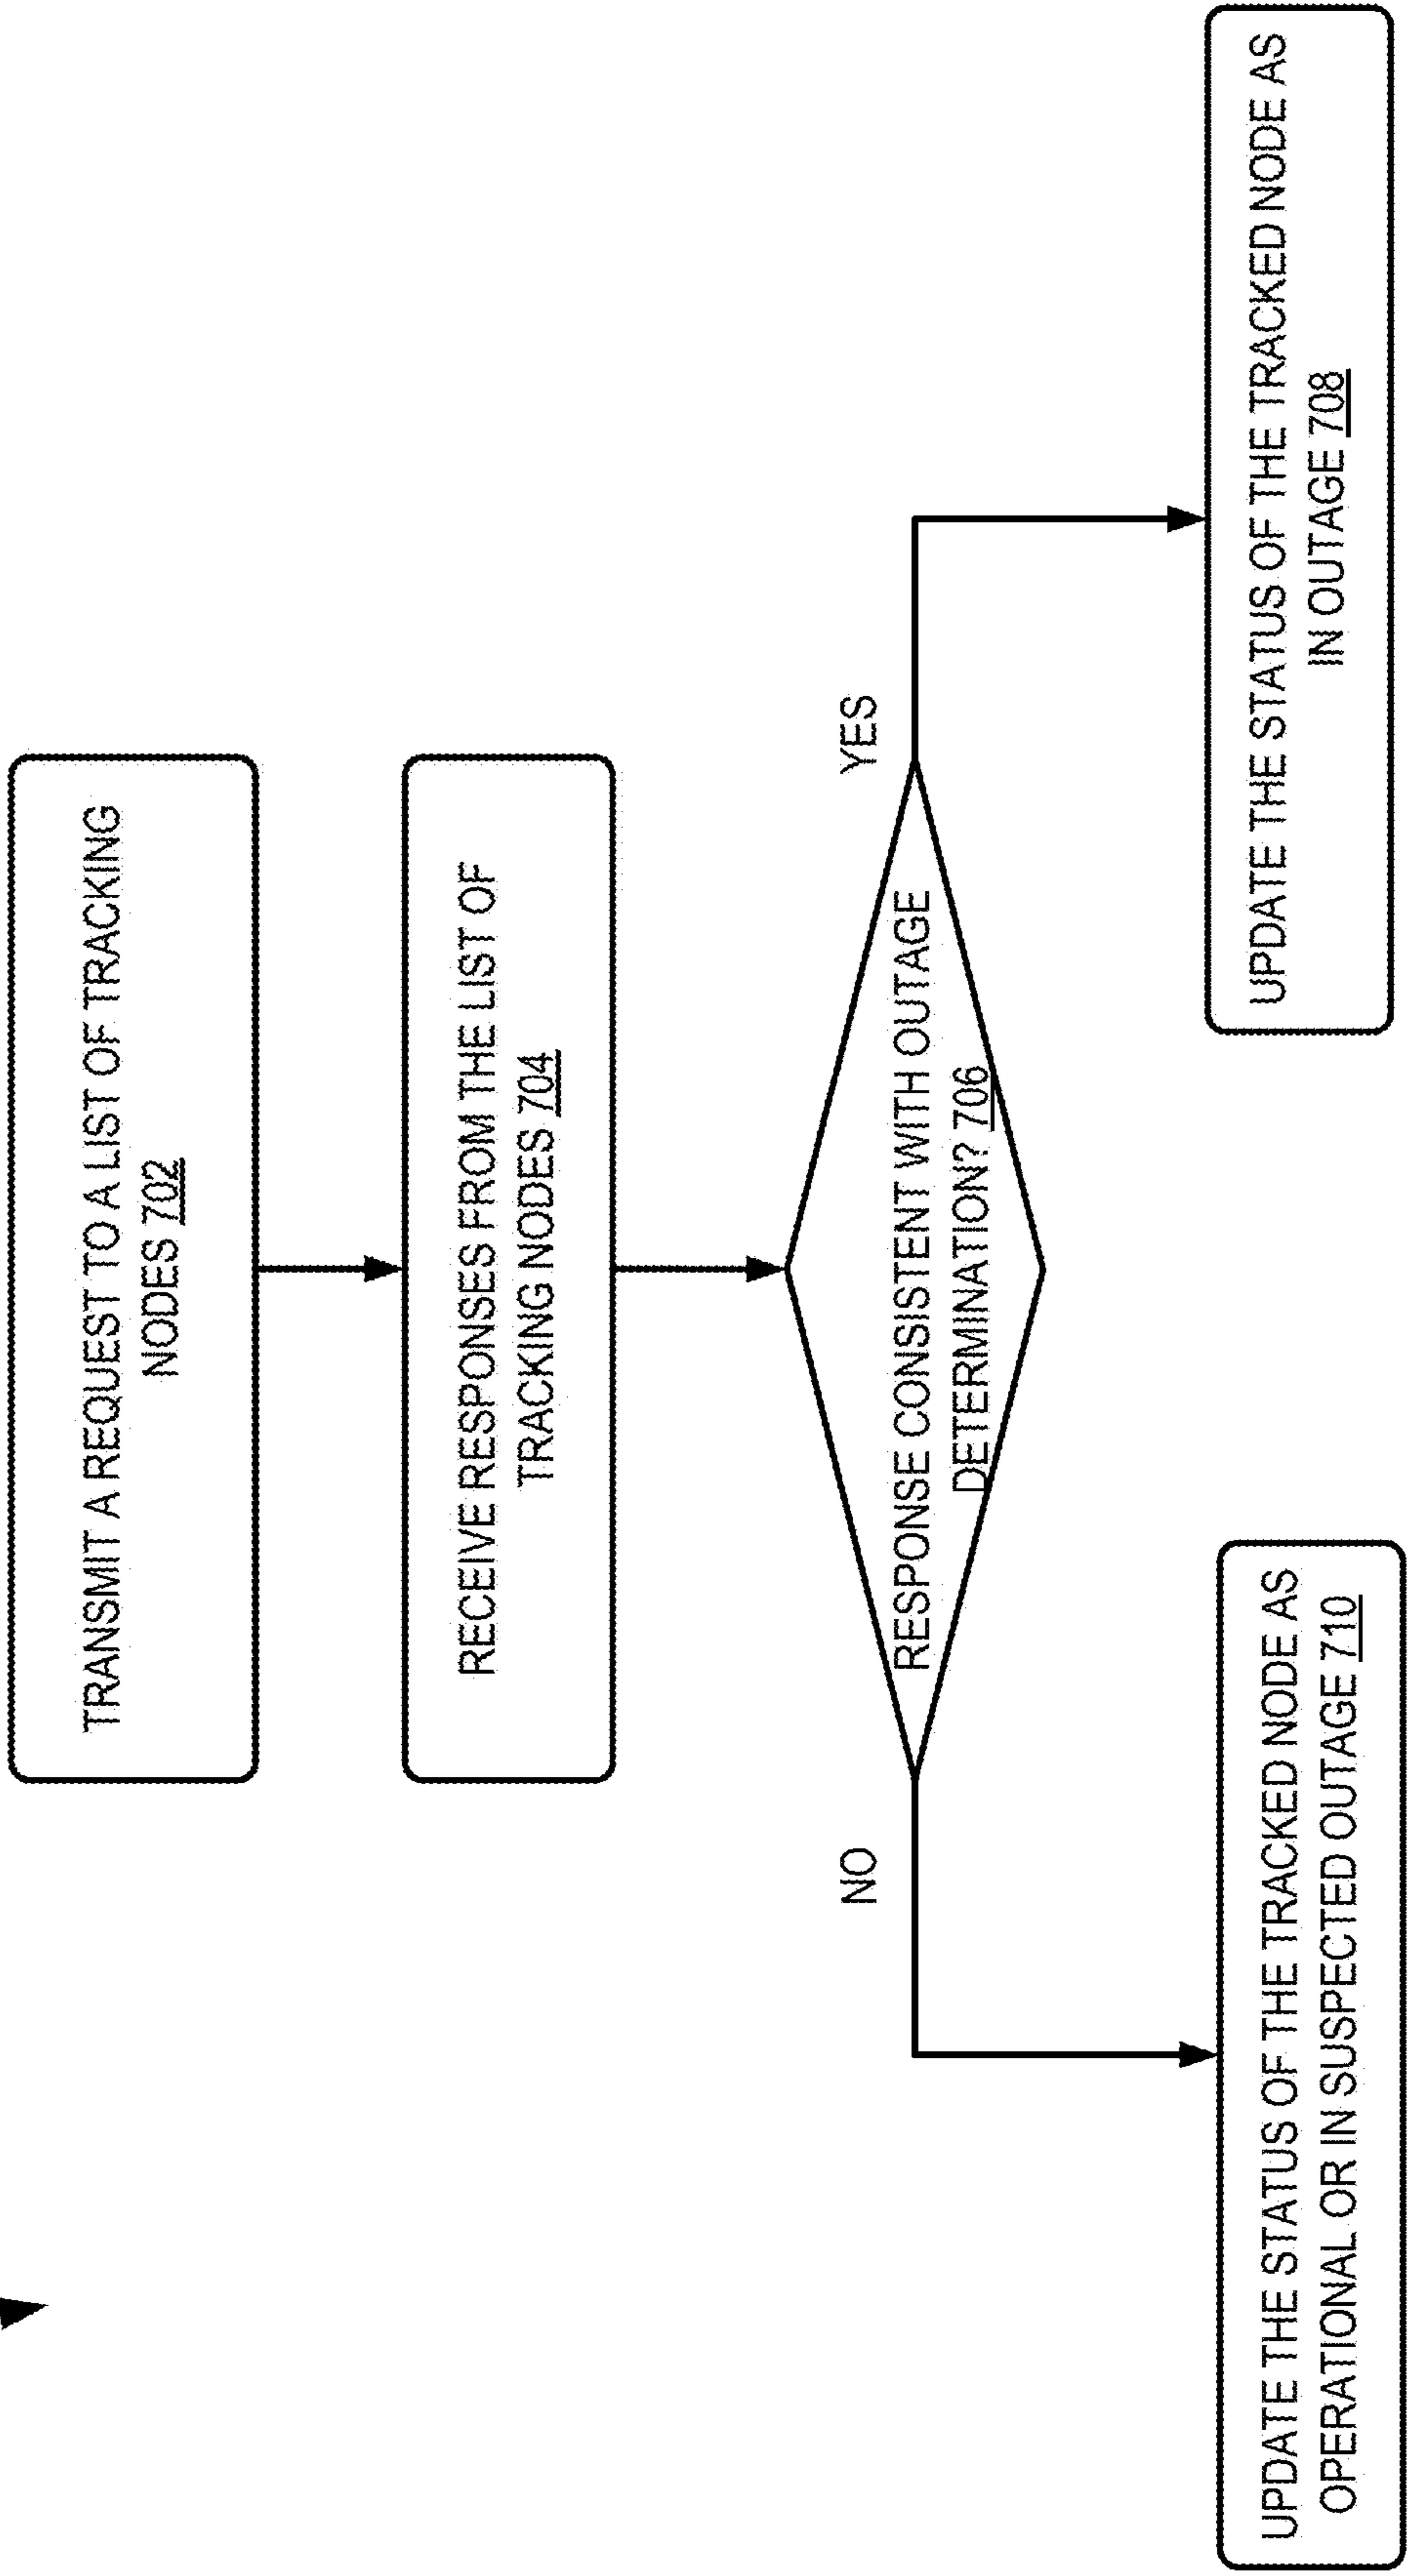 TRANSMIT A REQUEST TO A LIST OF TRACKING
NODES 702
RECEIVE RESPONSES FROM THE LIST OF
TRACKING NODES 704
RESPONSE CONSISTENT WITH OUTAGE
DETERMINATION? 706
NO
YES
UPDATE THE STATUS OF THE TRACKED NODE AS
OPERATIONAL OR IN SUSPECTED OUTAGE 710
UPDATE THE STATUS OF THE TRACKED NODE AS
IN OUTAGE 708